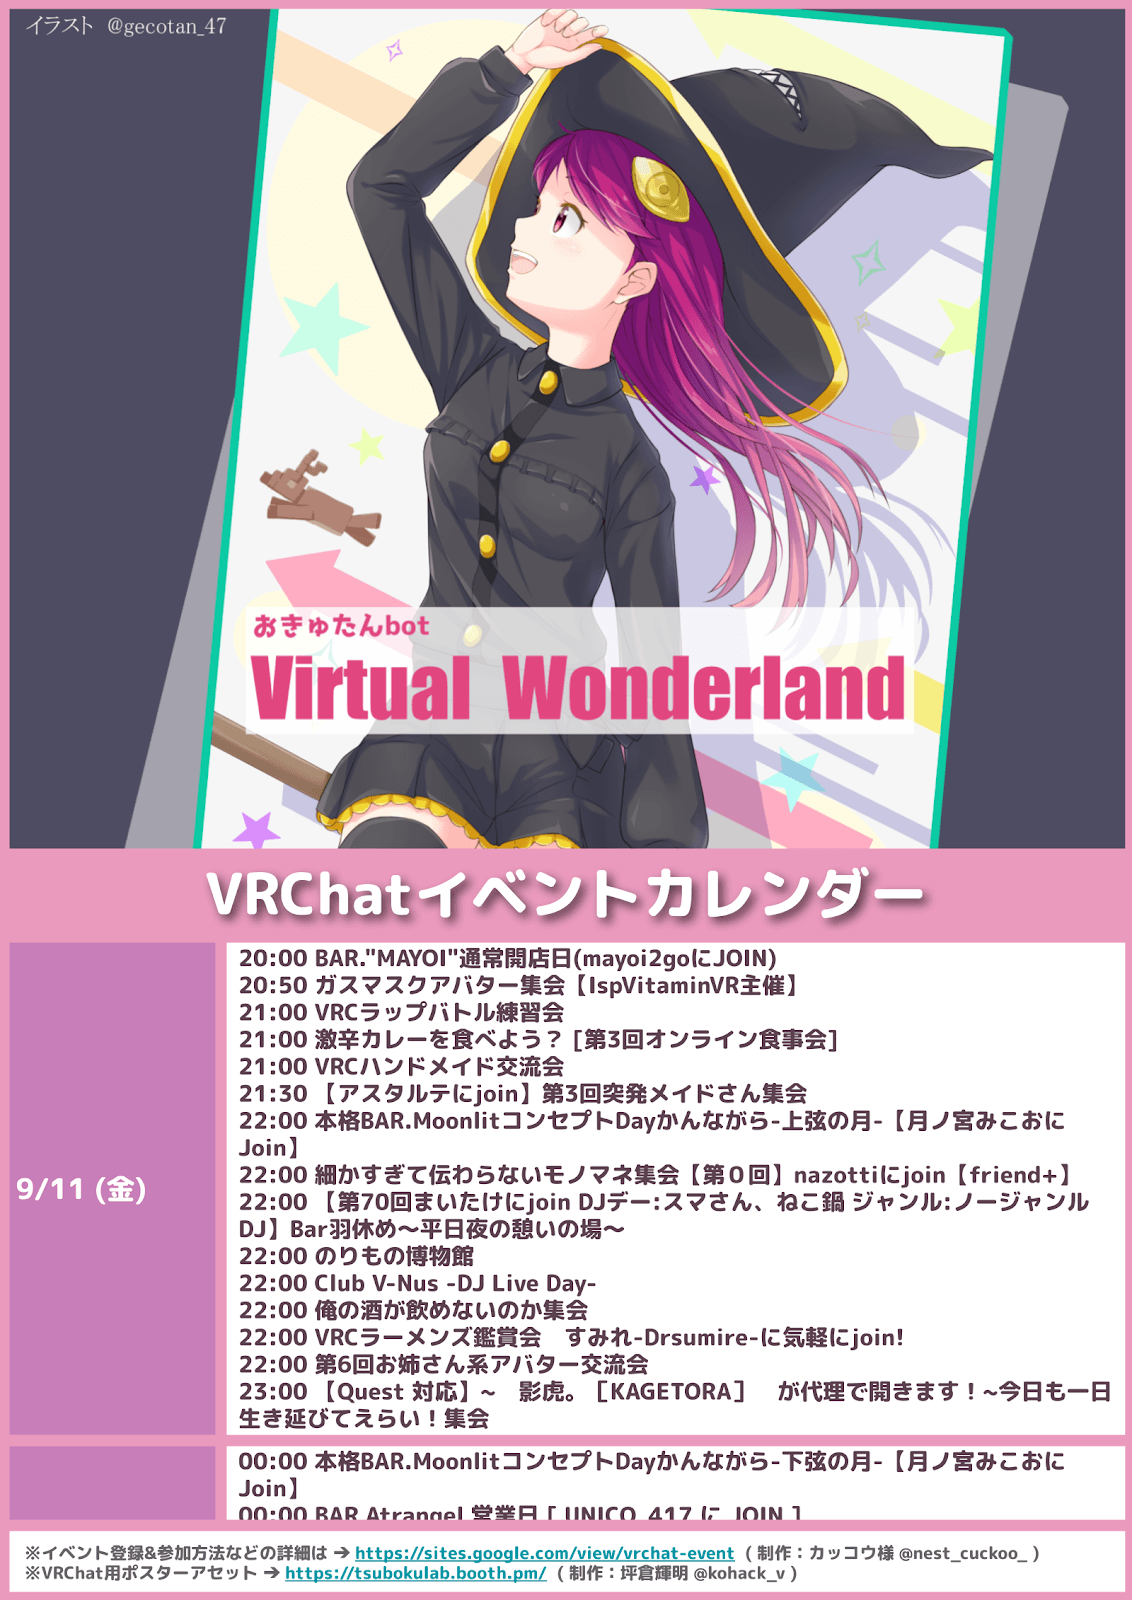 イラスト @gecotan_47
おきゅたんbot
Virtual Wonderland
VRChatイベントカレンダー
9/11 (金)
20:00 BAR."MAYOI"通常開店日(mayoi2goにJOIN)
20:50 ガスマスクアバター集会【IspVitaminVR主催】
21:00 VRCラップバトル練習会
21:00 激辛カレーを食べよう？ [第3回オンライン食事会]
21:00 VRCハンドメイド交流会
21:30 【アスタルテにjoin】第3回突発メイドさん集会
22:00 本格BAR.MoonlitコンセプトDayかんながら-上弦の月-【月ノ宮みこおに
Join】
22:00 細かすぎて伝わらないモノマネ集会【第０回】nazottiにjoin【friend+】
22:00 【第70回まいたけにjoin DJデー:スマさん、ねこ鍋 ジャンル:ノージャンル
DJ】Bar羽休め～平日夜の憩いの場～
22:00 のりもの博物館
22:00 Club V-Nus -DJ Live Day-
22:00 俺の酒が飲めないのか集会
22:00 VRCラーメンズ鑑賞会　すみれ-Drsumire-に気軽にjoin!
22:00 第6回お姉さん系アバター交流会
23:00 【Quest 対応】~　影虎。［KAGETORA］　が代理で開きます！~今日も一日
生き延びてえらい！集会
00:00 本格BAR.MoonlitコンセプトDayかんながら-下弦の月-【月ノ宮みこおに
Join】
00:00 BAR Atrangel 営業日 [ UNICO_417 に JOIN ]
※イベント登録&参加方法などの詳細は ➔ https://sites.google.com/view/vrchat-event （制作：カッコウ様 @nest_cuckoo_ ）
※VRChat用ポスターアセット ➔ https://tsubokulab.booth.pm/ （制作：坪倉輝明 @kohack_v ）